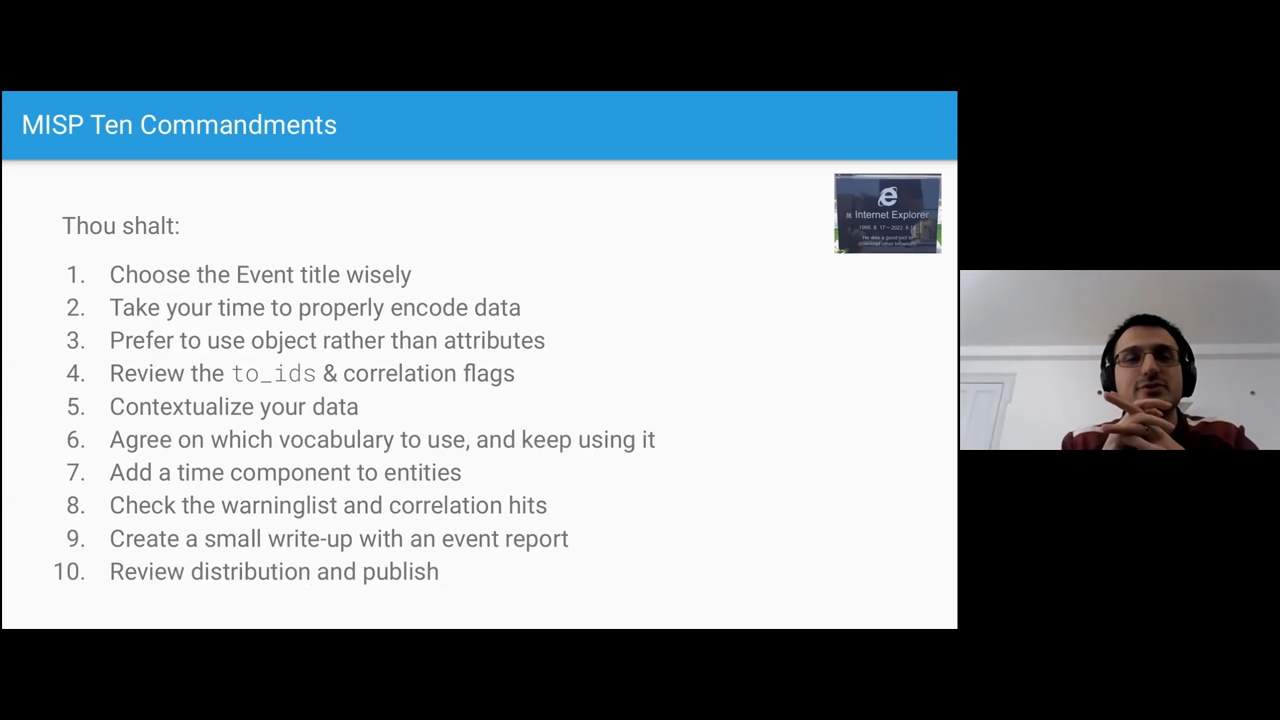 MISP Ten Commandments
Internet Explorer
Thou shalt:
1. Choose the Event title wisely
2. Take your time to properly encode data
3. Prefer to use object rather than attributes
4. Review the to_ids & correlation flags
5. Contextualize your data
6. Agree on which vocabulary to use, and keep using it
7. Add a time component to entities
8. Check the warninglist and correlation hits
9. Create a small write-up with an event report
10. Review distribution and publish